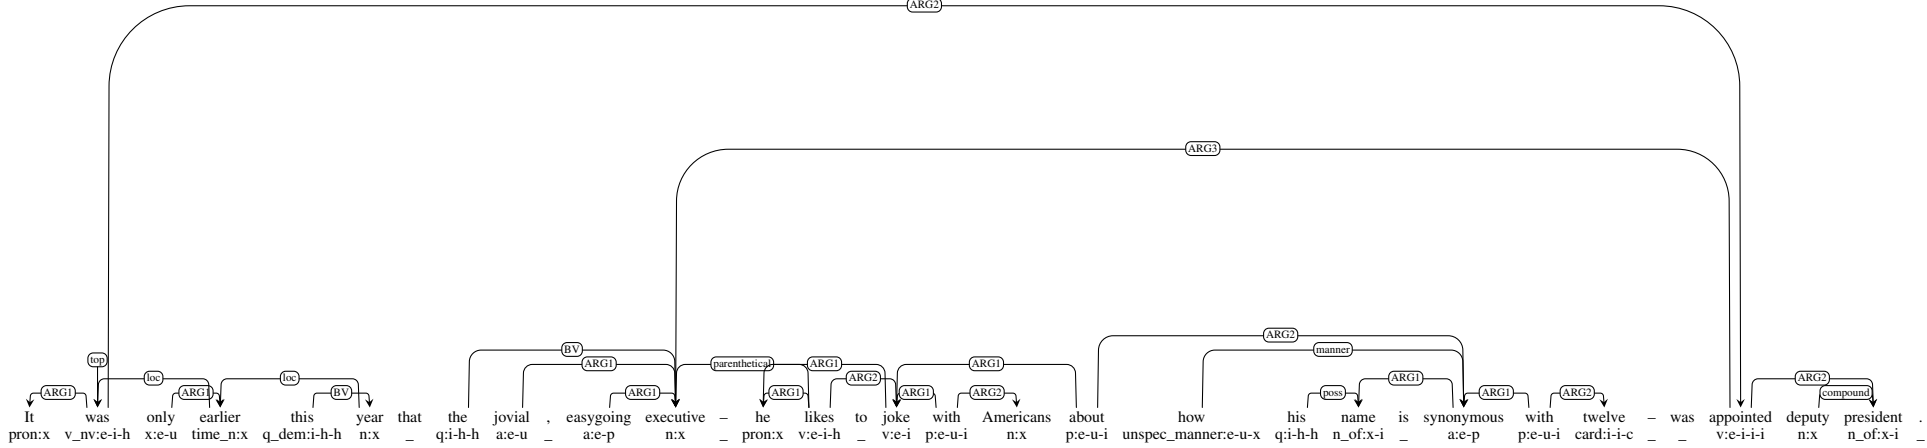 ARG2
ARG3
ARG2
BV manner
top ARG1 parenthetical ARG1 ARG1
loc loc ARG2 ARG1 ARG2
ARG1 ARG1 BV ARG1 ARG1 ARG1 ARG2 poss ARG1 ARG2 compound
It was only earlier this year that the jovial , easygoing executive – he likes to joke with Americans about how his name is synonymous with twelve – was appointed deputy president .
pron:x v_nv:e-i-h x:e-u time_n:x q_dem:i-h-h n:x _ q:i-h-h a:e-u _ a:e-p n:x _ pron:x v:e-i-h _ v:e-i p:e-u-i n:x p:e-u-i unspec_manner:e-u-x q:i-h-h n_of:x-i _ a:e-p p:e-u-i card:i-i-c _ _ v:e-i-i-i n:x n_of:x-i _